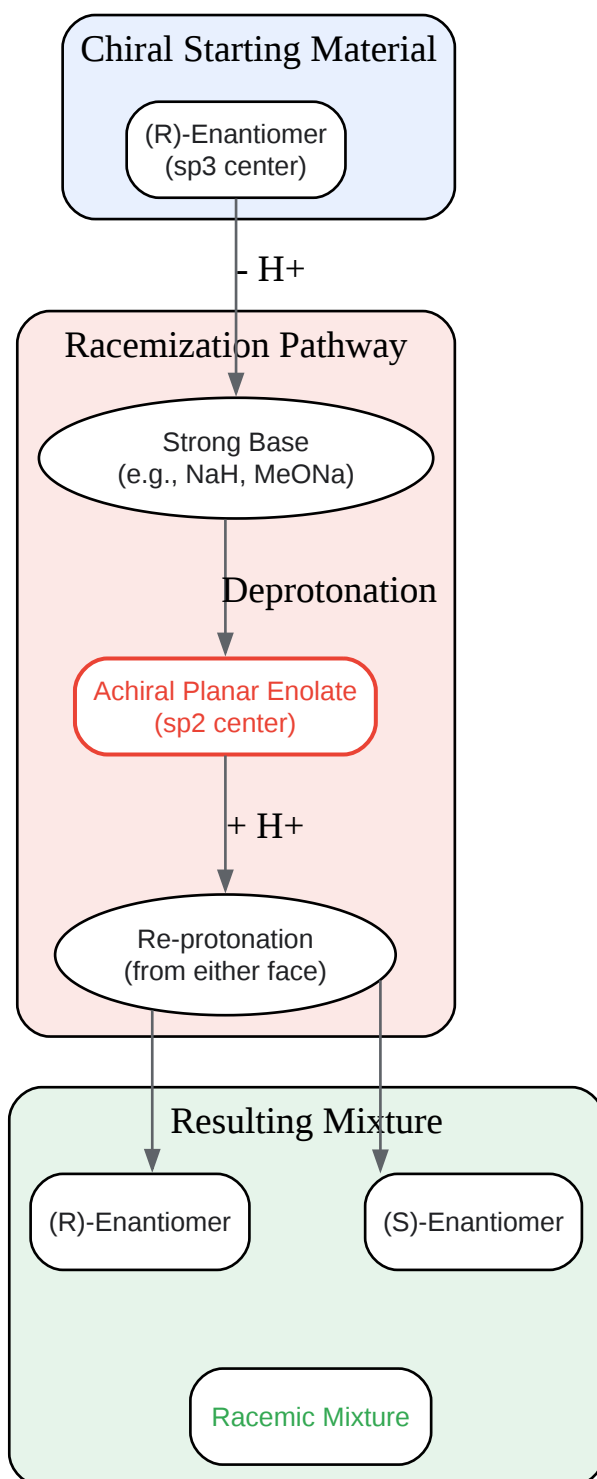 Chiral Starting Material
(R)-Enantiomer
(sp3 center)
- H+
Racemization Pathway
Strong Base
(e.g., NaH, MeONa)
Deprotonation
Achiral Planar Enolate
(sp2 center)
+ H+
Re-protonation
(from either face)
Resulting Mixture
(R)-Enantiomer
(S)-Enantiomer
Racemic Mixture